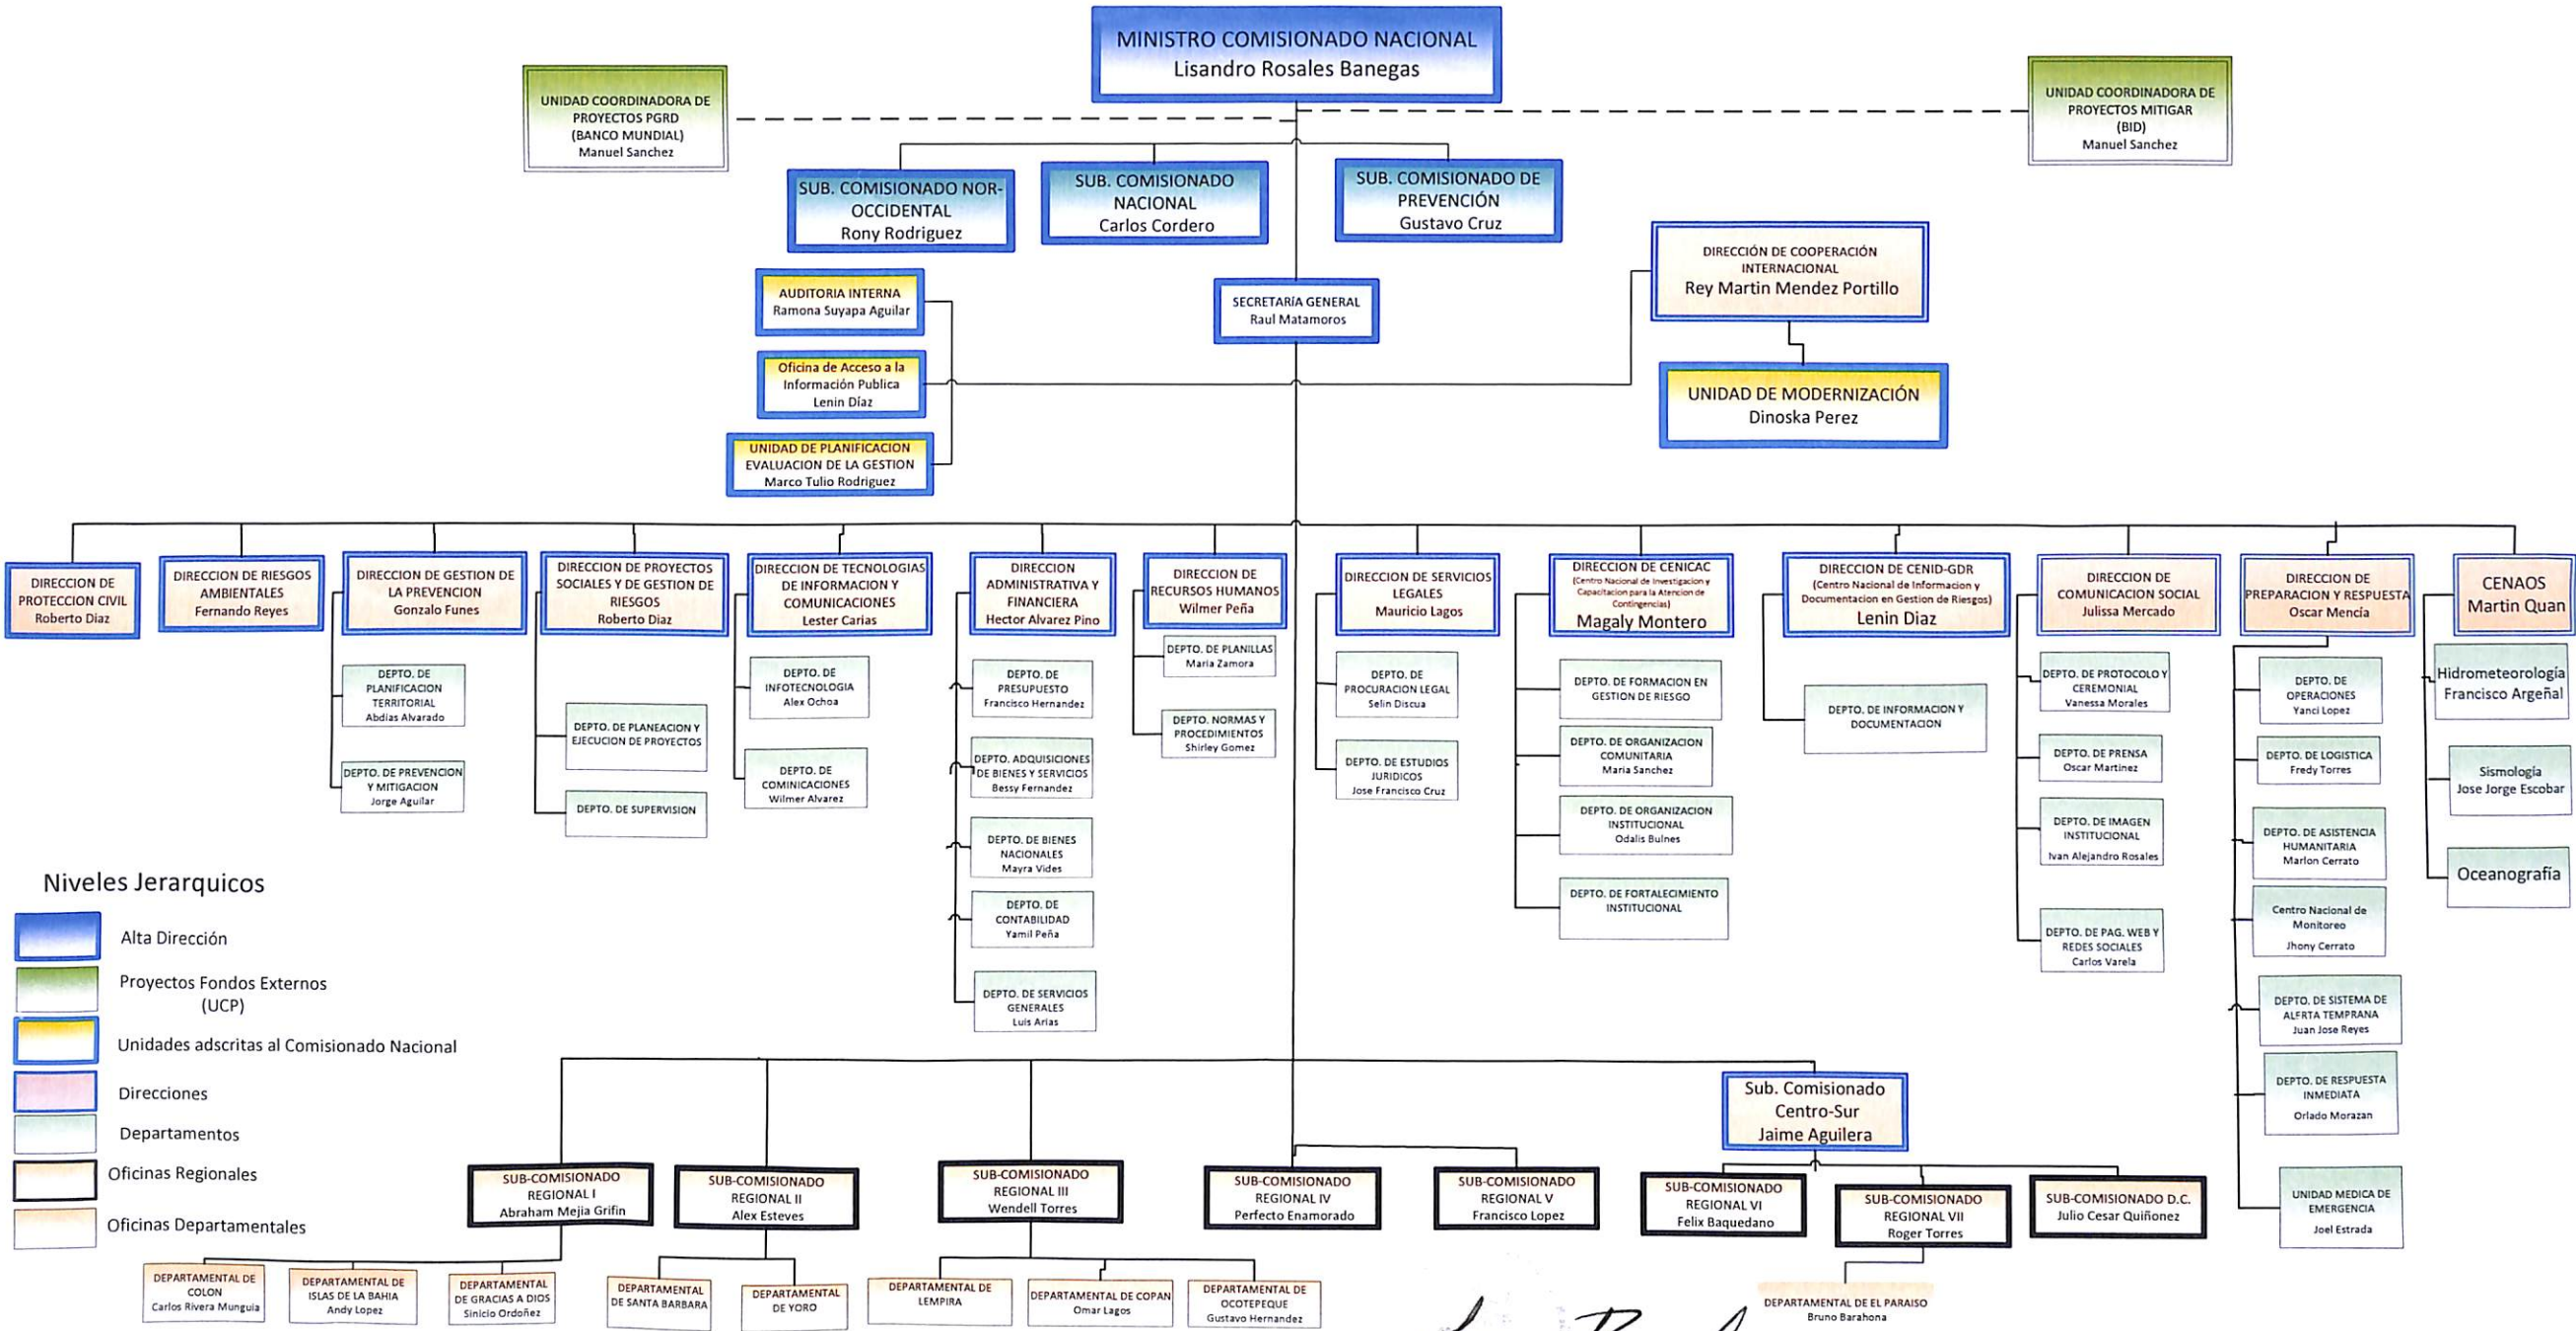 MINISTRO COMISIONADO NACIONAL
Lisandro Rosales Banegas
UNIDAD COORDINADORA DE
PROYECTOS PGRD
(BANCO MUNDIAL)
Manuel Sanchez
UNIDAD COORDINADORA DE
PROYECTOS MITIGAR
(BID)
Manuel Sanchez
SUB. COMISIONADO NOR-
OCCIDENTAL
Rony Rodriguez
SUB. COMISIONADO
NACIONAL
Carlos Cordero
SUB. COMISIONADO DE
PREVENCIÓN
Gustavo Cruz
AUDITORIA INTERNA
Ramona Suyapa Aguilar
SECRETARÍA GENERAL
Raul Matamoros
DIRECCIÓN DE COOPERACIÓN
INTERNACIONAL
Rey Martin Mendez Portillo
Oficina de Acceso a la
Información Publica
Lenin Díaz
UNIDAD DE MODERNIZACIÓN
Dinoska Perez
UNIDAD DE PLANIFICACION
EVALUACION DE LA GESTION
Marco Tulio Rodriguez
DIRECCION DE
PROTECCION CIVIL
Roberto Diaz
DIRECCION DE RIESGOS
AMBIENTALES
Fernando Reyes
DIRECCION DE GESTION DE
LA PREVENCION
Gonzalo Funes
DEPTO. DE
PLANIFICACION
TERRITORIAL
Abdias Alvarado
DEPTO. DE PREVENCION
Y MITIGACION
Jorge Aguilar
DIRECCION DE PROYECTOS
SOCIALES Y DE GESTION DE
RIESGOS
Roberto Diaz
DEPTO. DE PLANEACION Y
EJECUCION DE PROYECTOS
DEPTO. DE SUPERVISION
DIRECCION DE TECNOLOGIAS
DE INFORMACION Y
COMUNICACIONES
Lester Carias
DEPTO. DE
INFOTECNOLOGIA
Alex Ochoa
DEPTO. DE
COMINICACIONES
Wilmer Alvarez
DIRECCION
ADMINISTRATIVA Y
FINANCIERA
Hector Alvarez Pino
DEPTO. DE
PRESUPUESTO
Francisco Hernandez
DEPTO. ADQUISICIONES
DE BIENES Y SERVICIOS
Bessy Fernandez
DEPTO. DE BIENES
NACIONALES
Mayra Vides
DEPTO. DE
CONTABILIDAD
Yamil Peña
DEPTO. DE SERVICIOS
GENERALES
Luis Arias
DIRECCION DE
RECURSOS HUMANOS
Wilmer Peña
DEPTO. DE PLANILLAS
Maria Zamora
DEPTO. NORMAS Y
PROCEDIMIENTOS
Shirley Gomez
DIRECCION DE SERVICIOS
LEGALES
Mauricio Lagos
DEPTO. DE
PROCURACION LEGAL
Selin Discua
DEPTO. DE ESTUDIOS
JURIDICOS
Jose Francisco Cruz
DIRECCION DE CENICAC
(Centro Nacional de Investigacion y
Capacitacion para la Atencion de
Contingencias)
Magaly Montero
DEPTO. DE FORMACION EN
GESTION DE RIESGO
DEPTO. DE ORGANIZACION
COMUNITARIA
Maria Sanchez
DEPTO. DE ORGANIZACION
INSTITUCIONAL
Odalis Bulnes
DEPTO. DE FORTALECIMIENTO
INSTITUCIONAL
DIRECCION DE CENID-GDR
(Centro Nacional de Informacion y
Documentacion en Gestion de Riesgos)
Lenin Diaz
DEPTO. DE INFORMACION Y
DOCUMENTACION
DIRECCION DE
COMUNICACION SOCIAL
Julissa Mercado
DEPTO. DE PROTOCOLO Y
CEREMONIAL
Vanessa Morales
DEPTO. DE PRENSA
Oscar Martinez
DEPTO. DE IMAGEN
INSTITUCIONAL
Ivan Alejandro Rosales
DEPTO. DE PAG. WEB Y
REDES SOCIALES
Carlos Varela
DIRECCION DE
PREPARACION Y RESPUESTA
Oscar Mencía
DEPTO. DE
OPERACIONES
Yanci Lopez
DEPTO. DE LOGISTICA
Fredy Torres
DEPTO. DE ASISTENCIA
HUMANITARIA
Marlon Cerrato
Centro Nacional de
Monitoreo
Jhony Cerrato
DEPTO. DE SISTEMA DE
ALERTA TEMPRANA
Juan Jose Reyes
DEPTO. DE RESPUESTA
INMEDIATA
Orlado Morazan
UNIDAD MEDICA DE
EMERGENCIA
Joel Estrada
CENAOS
Martin Quan
Hidrometeorología
Francisco Argeñal
Sismología
Jose Jorge Escobar
Oceanografía
Niveles Jerarquicos
Alta Dirección
Proyectos Fondos Externos
(UCP)
Unidades adscritas al Comisionado Nacional
Direcciones
Departamentos
Oficinas Regionales
Oficinas Departamentales
Sub. Comisionado
Centro-Sur
Jaime Aguilera
SUB-COMISIONADO
REGIONAL I
Abraham Mejia Grifin
SUB-COMISIONADO
REGIONAL II
Alex Esteves
SUB-COMISIONADO
REGIONAL III
Wendell Torres
SUB-COMISIONADO
REGIONAL IV
Perfecto Enamorado
SUB-COMISIONADO
REGIONAL V
Francisco Lopez
SUB-COMISIONADO
REGIONAL VI
Felix Baquedano
SUB-COMISIONADO
REGIONAL VII
Roger Torres
SUB-COMISIONADO D.C.
Julio Cesar Quiñonez
DEPARTAMENTAL DE
COLON
Carlos Rivera Munguia
DEPARTAMENTAL DE
ISLAS DE LA BAHIA
Andy Lopez
DEPARTAMENTAL
DE GRACIAS A DIOS
Sinicio Ordoñez
DEPARTAMENTAL
DE SANTA BARBARA
DEPARTAMENTAL
DE YORO
DEPARTAMENTAL DE
LEMPIRA
DEPARTAMENTAL DE COPAN
Omar Lagos
DEPARTAMENTAL DE
OCOTEPEQUE
Gustavo Hernandez
DEPARTAMENTAL DE EL PARAISO
Bruno Barahona